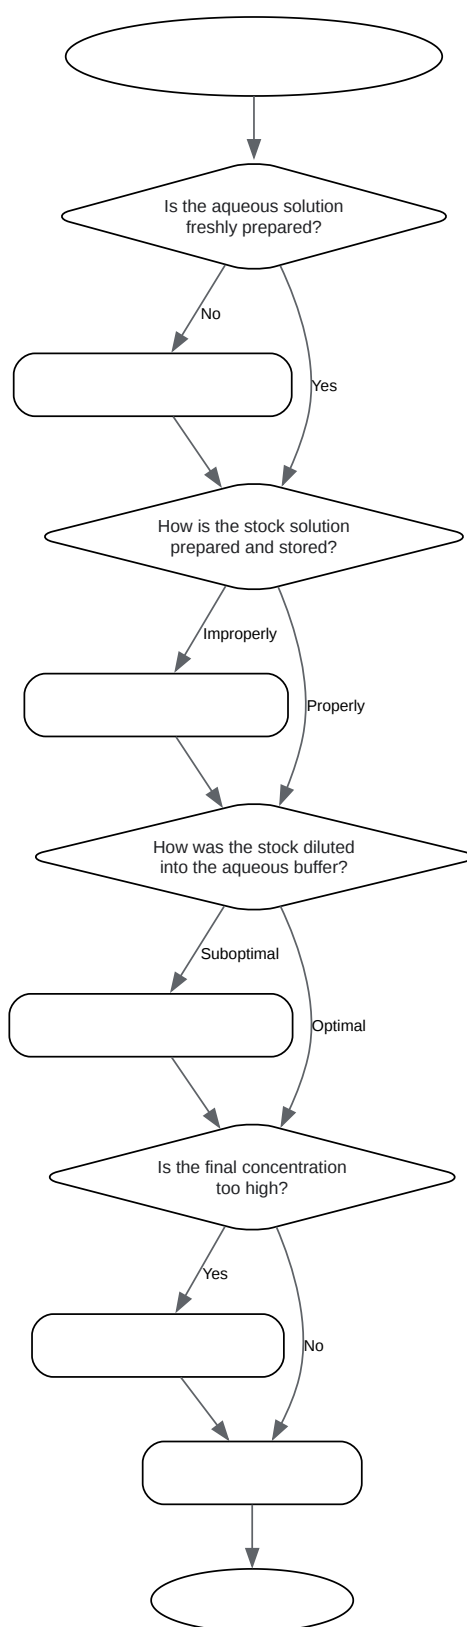 Is the aqueous solution
freshly prepared?
No
Yes
How is the stock solution
prepared and stored?
Improperly
Properly
How was the stock diluted
into the aqueous buffer?
Suboptimal
Optimal
Is the final concentration
too high?
Yes
No